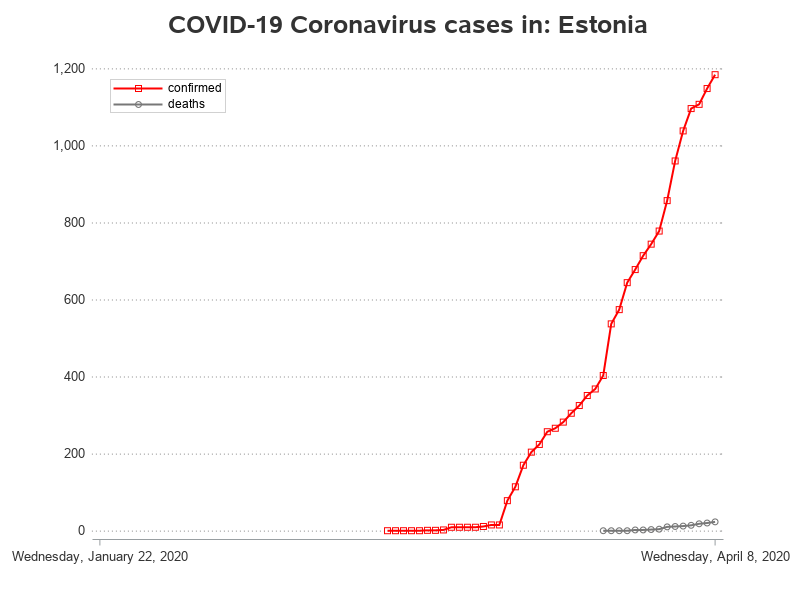 COVID-19 Coronavirus cases in: Estonia
1,200
confirmed
deaths
1,000
800
600
400
200
0
Wednesday, January 22, 2020
Wednesday, April 8, 2020